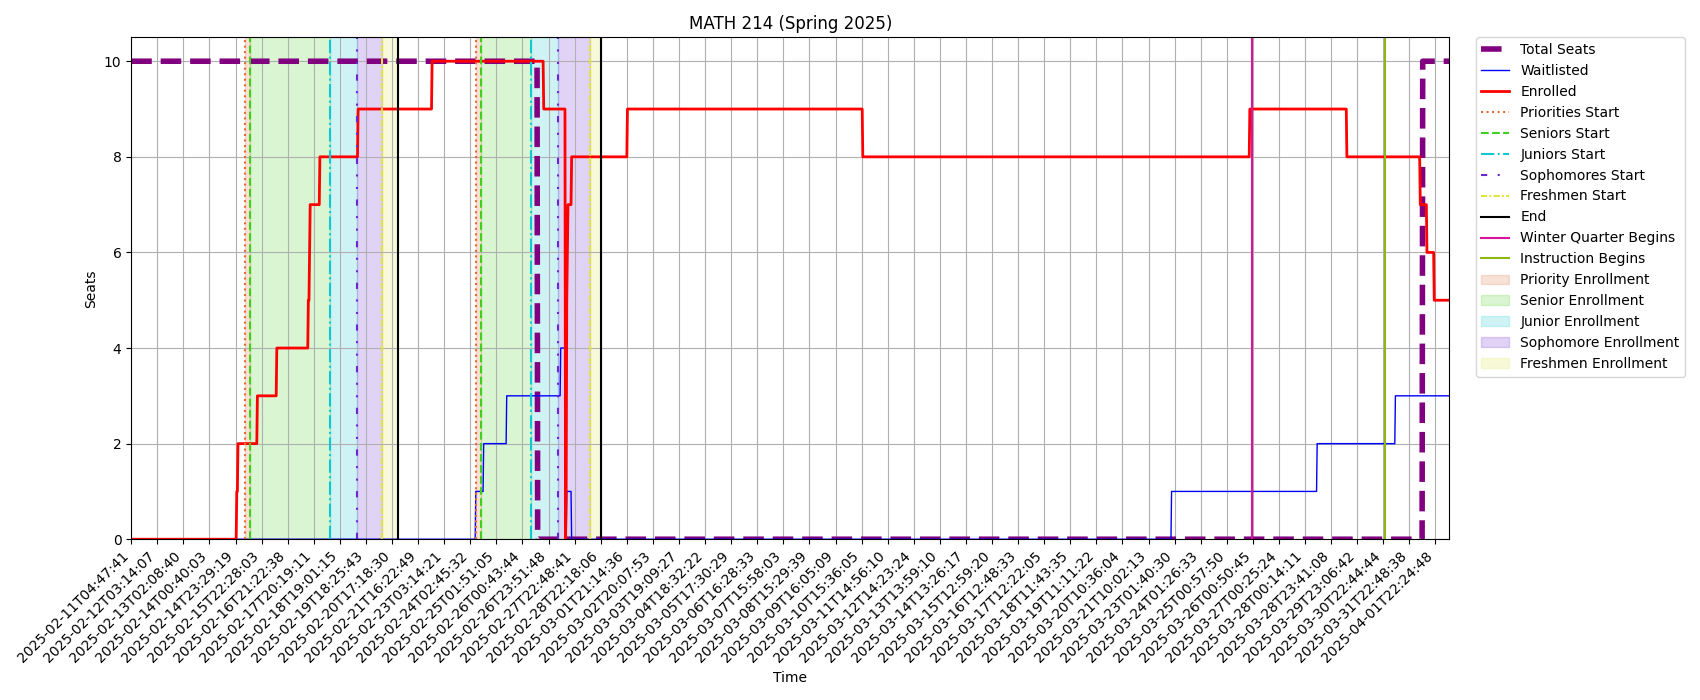 MATH 214 (Spring 2025)
Seats
10
8
6
4
2
0
2025-02-11T04:47:41
2025-02-12T03:14:07
2025-02-13T02:08:40
2025-02-14T00:40:03
2025-02-14T23:29:19
2025-02-15T22:28:03
2025-02-16T21:22:38
2025-02-17T20:19:11
2025-02-18T19:01:15
2025-02-19T18:25:43
2025-02-20T17:18:30
2025-02-21T16:22:49
2025-02-24T03:14:21
2025-02-24T02:45:32
2025-02-25T01:51:05
2025-02-26T00:43:44
2025-02-26T23:51:48
2025-02-27T22:48:41
2025-02-28T22:18:06
2025-03-01T21:14:36
2025-03-02T20:07:53
2025-03-03T19:09:27
2025-03-04T18:32:22
2025-03-05T17:30:29
2025-03-06T16:28:33
2025-03-07T15:58:03
2025-03-08T15:29:39
2025-03-09T16:05:09
2025-03-10T15:36:05
2025-03-11T14:56:10
2025-03-12T14:23:24
2025-03-13T13:59:10
2025-03-14T13:26:17
2025-03-15T12:59:20
2025-03-16T12:48:33
2025-03-17T12:22:05
2025-03-18T11:43:35
2025-03-19T11:11:22
2025-03-20T10:36:04
2025-03-21T10:02:13
2025-03-23T01:40:30
2025-03-24T01:26:33
2025-03-25T00:57:50
2025-03-26T00:50:45
2025-03-27T00:25:24
2025-03-28T00:14:11
2025-03-28T23:41:08
2025-03-29T23:06:42
2025-03-30T22:44:44
2025-03-31T22:48:38
2025-04-01T22:24:48
Time
Total Seats
Waitlisted
Enrolled
Priorities Start
Seniors Start
Juniors Start
Sophomores Start
Freshmen Start
End
Winter Quarter Begins
Instruction Begins
Priority Enrollment
Senior Enrollment
Junior Enrollment
Sophomore Enrollment
Freshmen Enrollment